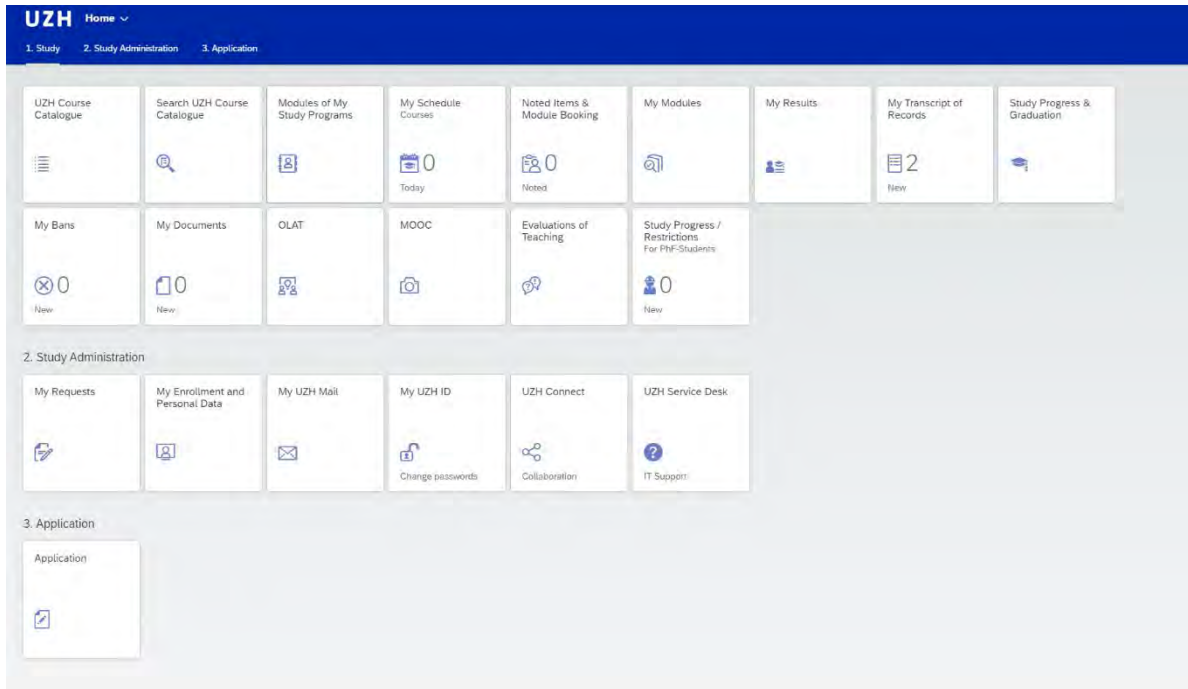 UZH Home
1. Study 2. Study Administration 3. Application
UZH Course
Catalogue
Search UZH Course
Catalogue
Modules of My
Study Programs
My Schedule
Courses
0
Today
Noted Items &
Module Booking
0
Noted
My Modules
My Results
My Transcript of
Records
2
New
Study Progress &
Graduation
My Bans
0
New
My Documents
0
New
OLAT
MOOC
Evaluations of
Teaching
Study Progress /
Restrictions
For PhF-Students
0
New
2. Study Administration
My Requests
My Enrollment and
Personal Data
My UZH Mail
My UZH ID
Change passwords
UZH Connect
Collaboration
UZH Service Desk
IT Support
3. Application
Application